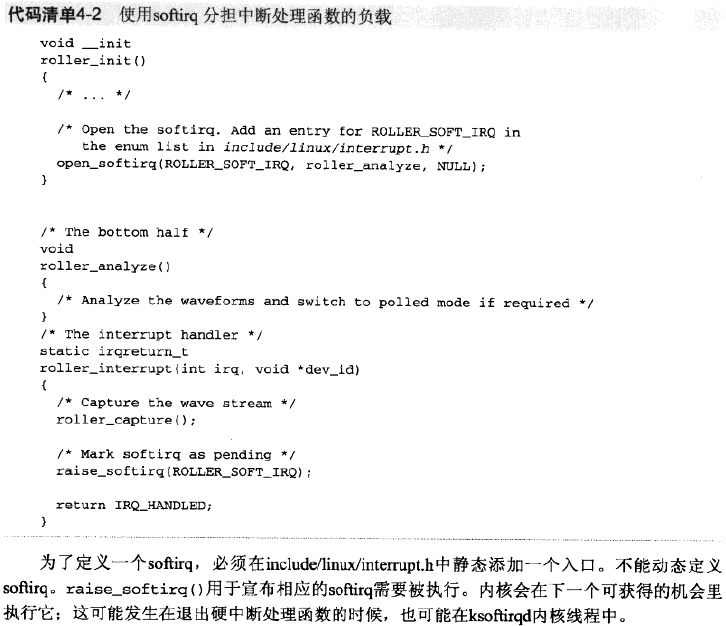 代码清单4-2 使用softirq 分担中断处理函数的负载
void __init
roller_init()
{
/* ... */
/* Open the softirq. Add an entry for ROLLER_SOFT_IRQ in
the enum list in include/linux/interrupt.h */
open_softirq(ROLLER_SOFT_IRQ, roller_analyze, NULL);
}
/* The bottom half */
void
roller_analyze()
{
/* Analyze the waveforms and switch to polled mode if required */
}
/* The interrupt handler */
static irqreturn_t
roller_interrupt(int irq, void *dev_id)
{
/* Capture the wave stream */
roller_capture();
/* Mark softirq as pending */
raise_softirq(ROLLER_SOFT_IRQ);
return IRQ_HANDLED;
}
为了定义一个softirq，必须在include/linux/interrupt.h中静态添加一个入口。不能动态定义
softirq。raise_softirq()用于宣布相应的softirq需要被执行。内核会在下一个可获得的机会里
执行它；这可能发生在退出硬中断处理函数的时候，也可能在ksoftirqd内核线程中。